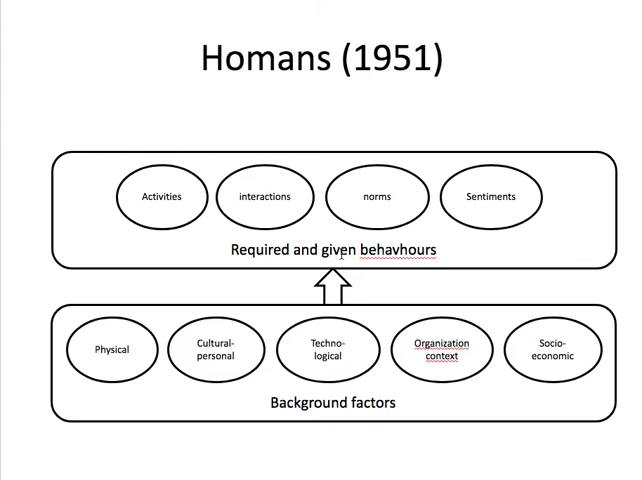 Homans (1951)
Activities
interactions
norms
Sentiments
Required and given behavhours
Physical
Cultural-
personal
Techno-
logical
Organization
context
Socio-
economic
Background factors